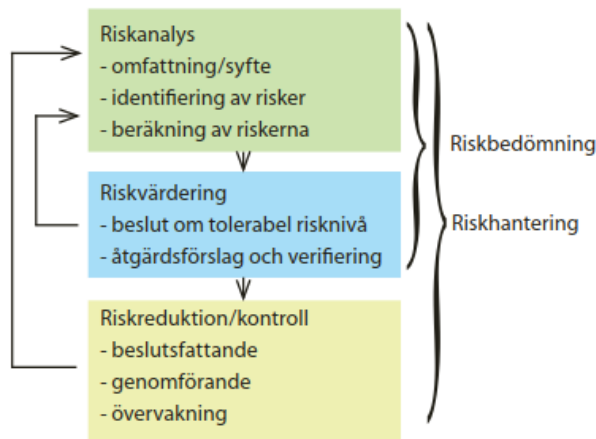 Riskanalys
- omfattning/syfte
- identifiering av risker
- beräkning av riskerna
Riskbedömning
Riskvärdering
- beslut om tolerabel risknivå
- åtgärdsförslag och verifiering
Riskhantering
Riskreduktion/kontroll
- beslutsfattande
- genomförande
- övervakning